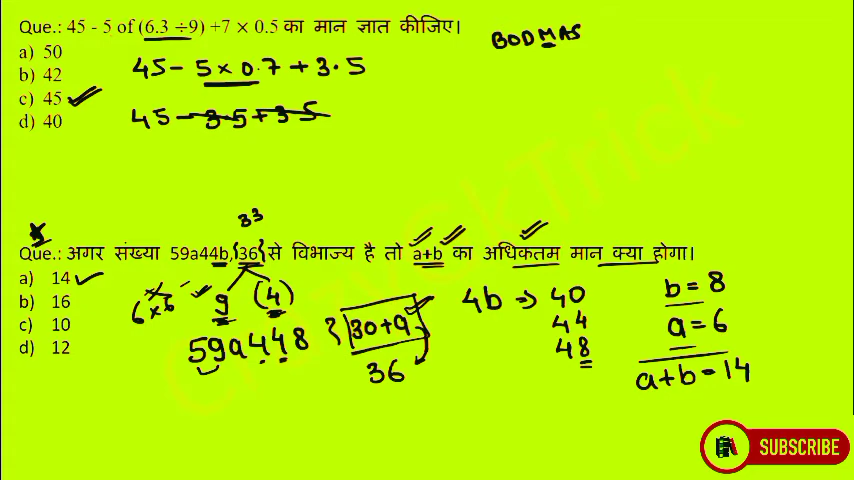 Que.: 45 - 5 of (6.3 ÷9) +7 × 0.5 का मान ज्ञात कीजिए।
BODMAS
a) 50
b) 42
c) 45
d) 40
45 - 5 × 0.7 + 3.5
45 - 3.5 + 3.5
33
Que.: अगर संख्या 59a44b, 36 से विभाज्य है तो a+b का अधिकतम मान क्या होगा।
a) 14
b) 16
c) 10
d) 12
6 × 6
9 (4)
59a448 } 30+a
36
4b ⇒ 40
44
48
b = 8
a = 6
a+b = 14
CrazyGkTrick
SUBSCRIBE